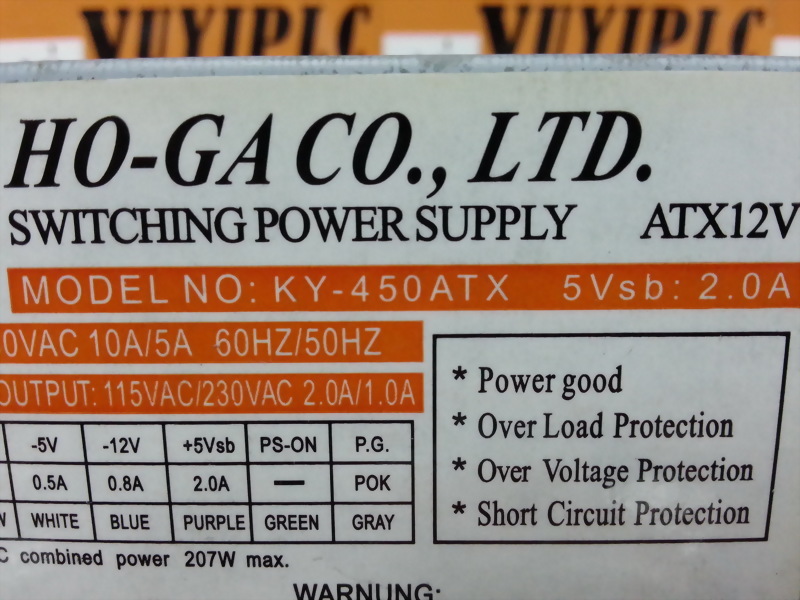 YUYIPLC YUYIPLC
HO-GA CO., LTD.
SWITCHING POWER SUPPLY ATX12V
MODEL NO: KY-450ATX 5Vsb: 2.0A
0VAC 10A/5A 60HZ/50HZ
OUTPUT: 115VAC/230VAC 2.0A/1.0A
-5V -12V +5Vsb PS-ON P.G.
0.5A 0.8A 2.0A — POK
W WHITE BLUE PURPLE GREEN GRAY
C combined power 207W max.
* Power good
* Over Load Protection
* Over Voltage Protection
* Short Circuit Protection
WARNUNG: